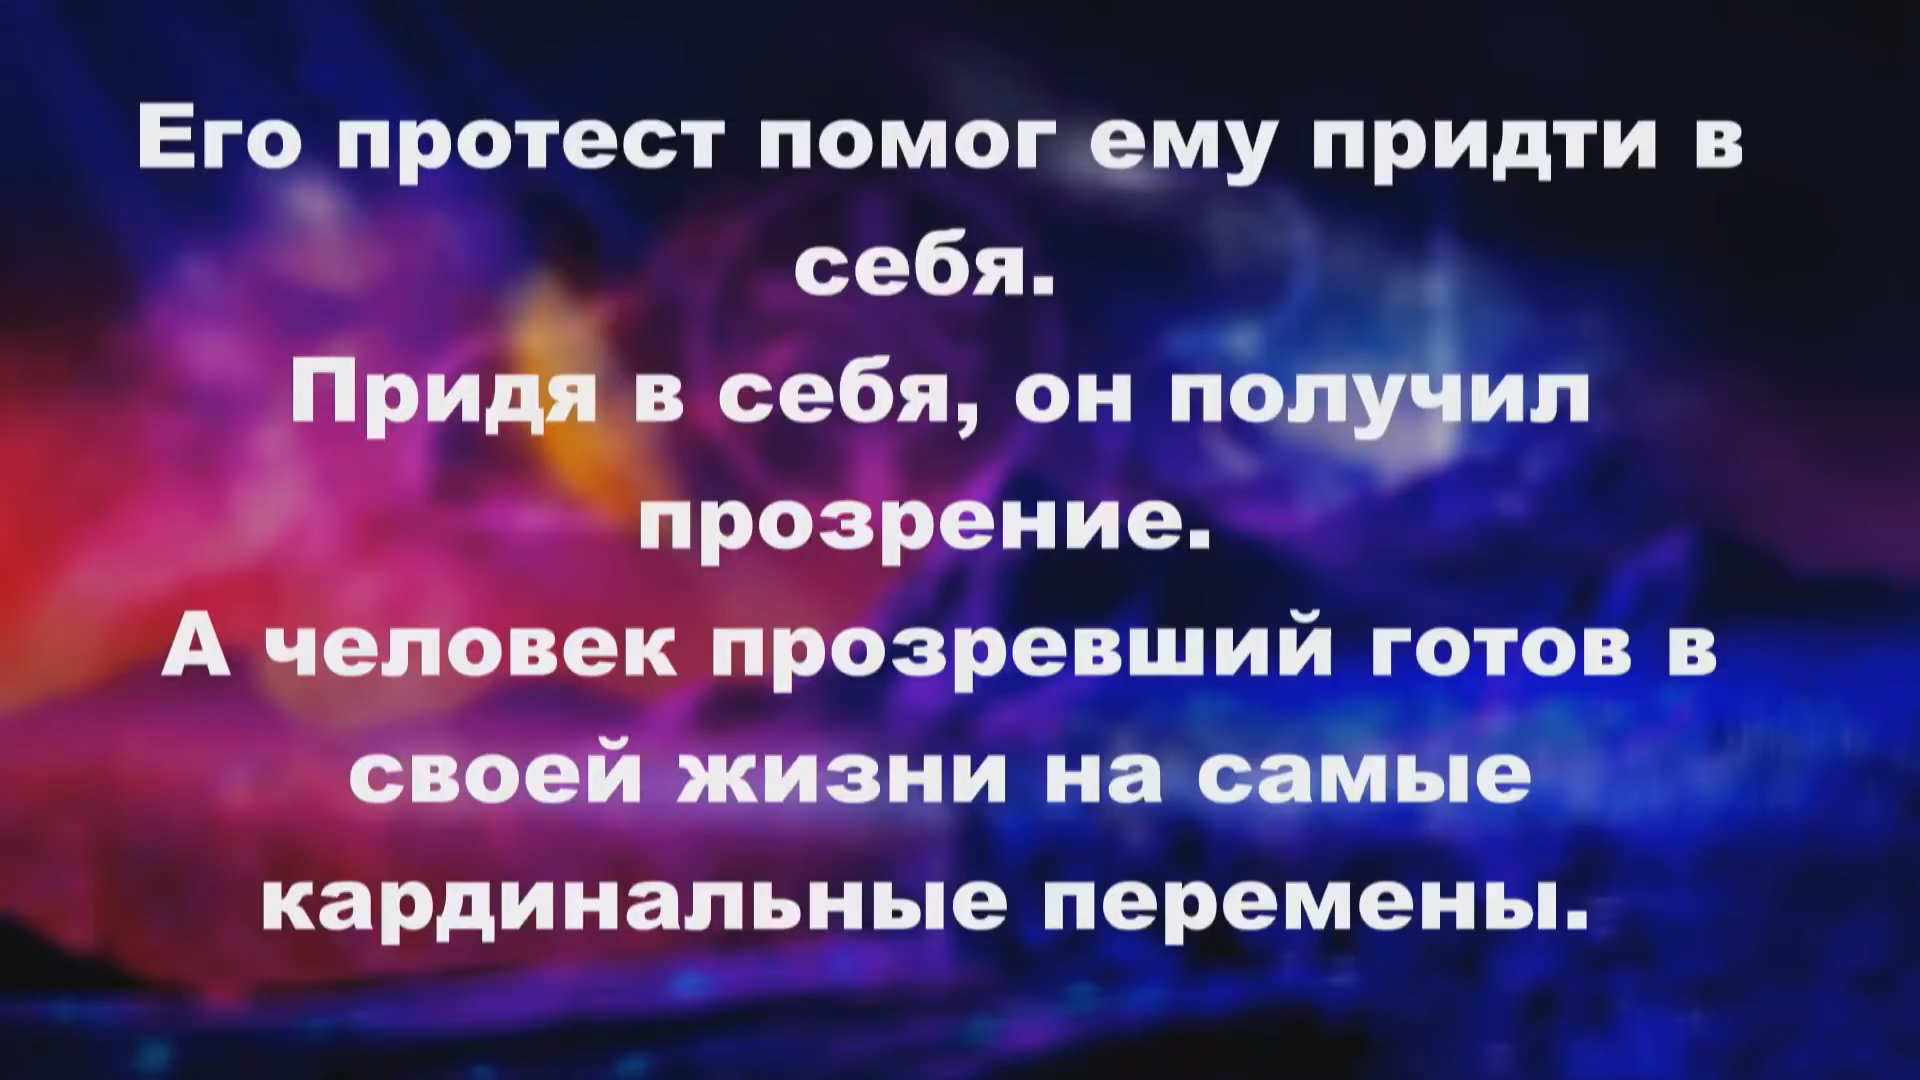 Его протест помог ему придти в
себя.
Придя в себя, он получил
прозрение.
А человек прозревший готов в
своей жизни на самые
кардинальные перемены.